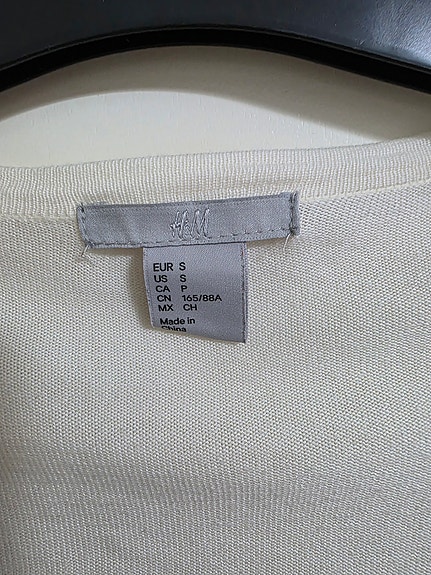 H&M
EUR S
US S
CA P
CN 165/88A
MX CH
Made in
China